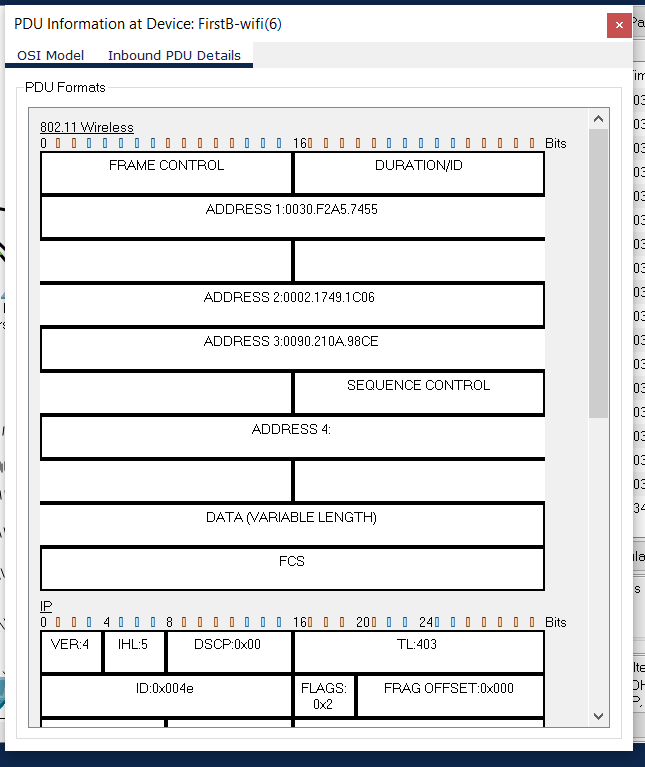 PDU Information at Device: FirstB-wifi(6)
OSI Model Inbound PDU Details
PDU Formats
802.11 Wireless
0 16 Bits
FRAME CONTROL DURATION/ID
ADDRESS 1:0030.F2A5.7455
ADDRESS 2:0002.1749.1C06
ADDRESS 3:0090.210A.98CE
SEQUENCE CONTROL
ADDRESS 4:
DATA (VARIABLE LENGTH)
FCS
IP
0 4 8 16 20 24 Bits
VER:4 IHL:5 DSCP:0x00 TL:403
ID:0x004e FLAGS: 0x2 FRAG OFFSET:0x000